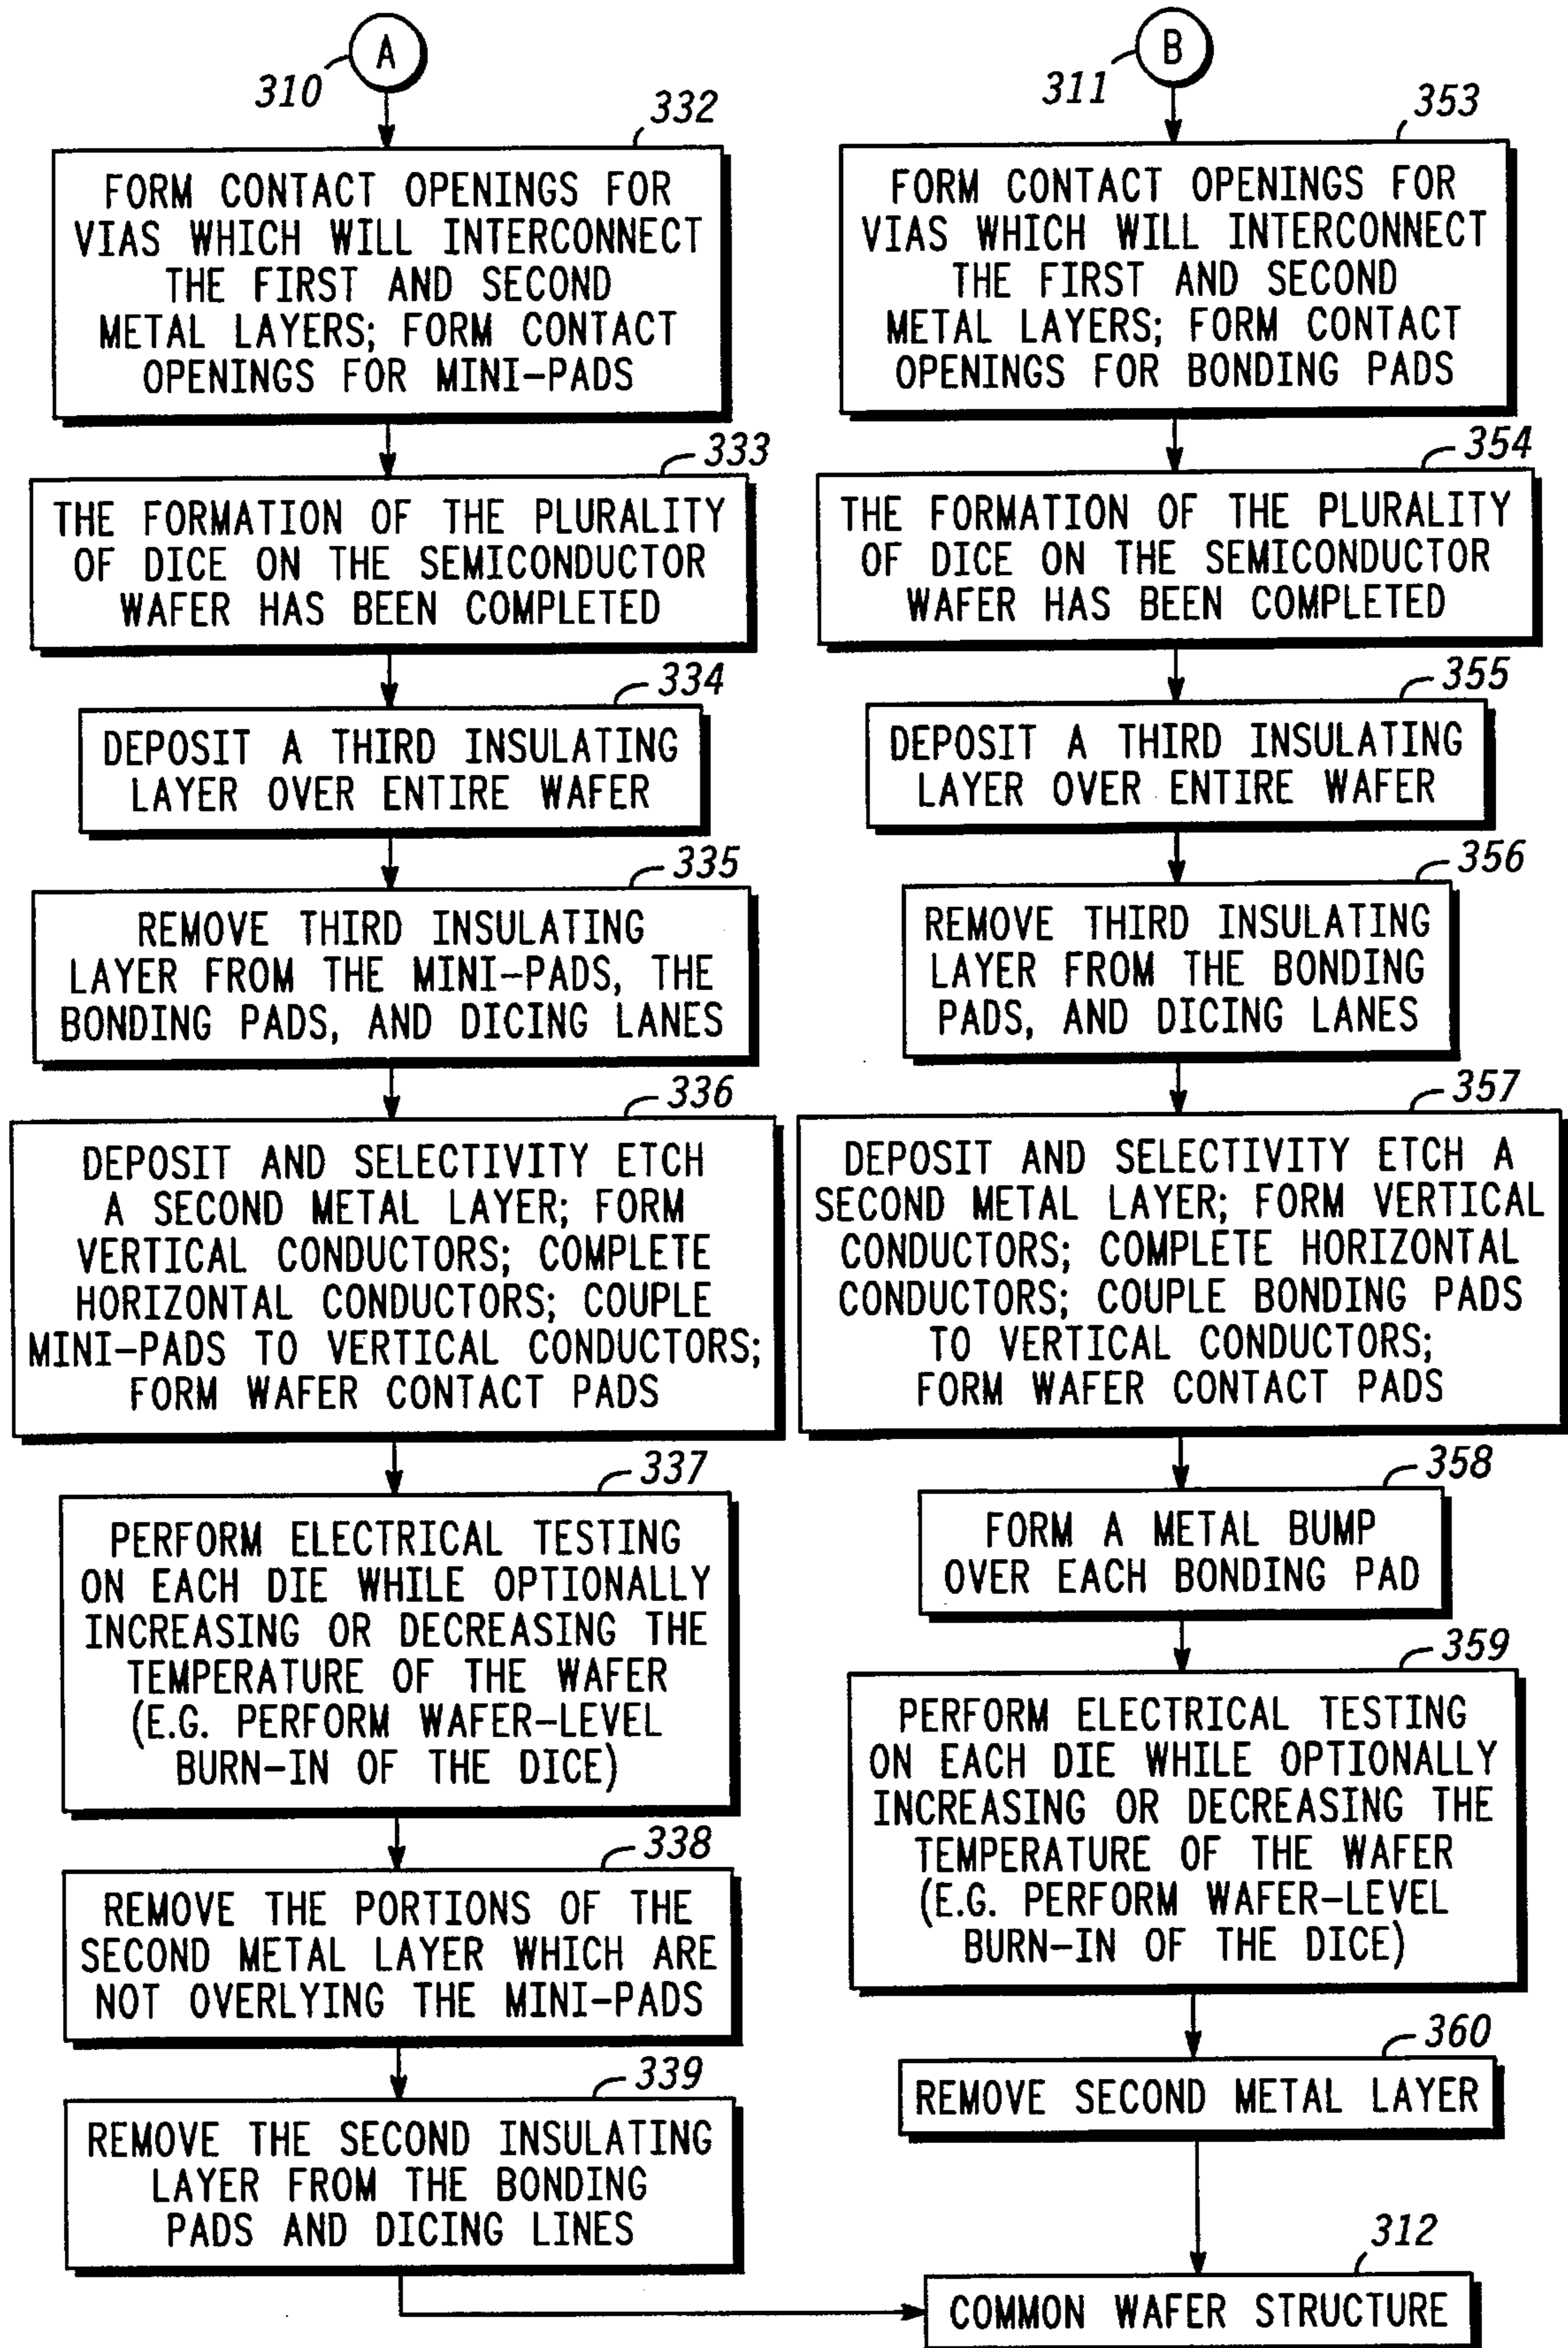 A
310
332
FORM CONTACT OPENINGS FOR
VIAS WHICH WILL INTERCONNECT
THE FIRST AND SECOND
METAL LAYERS; FORM CONTACT
OPENINGS FOR MINI-PADS
333
THE FORMATION OF THE PLURALITY
OF DICE ON THE SEMICONDUCTOR
WAFER HAS BEEN COMPLETED
334
DEPOSIT A THIRD INSULATING
LAYER OVER ENTIRE WAFER
335
REMOVE THIRD INSULATING
LAYER FROM THE MINI-PADS, THE
BONDING PADS, AND DICING LANES
336
DEPOSIT AND SELECTIVITY ETCH
A SECOND METAL LAYER; FORM
VERTICAL CONDUCTORS; COMPLETE
HORIZONTAL CONDUCTORS; COUPLE
MINI-PADS TO VERTICAL CONDUCTORS;
FORM WAFER CONTACT PADS
337
PERFORM ELECTRICAL TESTING
ON EACH DIE WHILE OPTIONALLY
INCREASING OR DECREASING THE
TEMPERATURE OF THE WAFER
(E.G. PERFORM WAFER-LEVEL
BURN-IN OF THE DICE)
338
REMOVE THE PORTIONS OF THE
SECOND METAL LAYER WHICH ARE
NOT OVERLYING THE MINI-PADS
339
REMOVE THE SECOND INSULATING
LAYER FROM THE BONDING
PADS AND DICING LINES
B
311
353
FORM CONTACT OPENINGS FOR
VIAS WHICH WILL INTERCONNECT
THE FIRST AND SECOND
METAL LAYERS; FORM CONTACT
OPENINGS FOR BONDING PADS
354
THE FORMATION OF THE PLURALITY
OF DICE ON THE SEMICONDUCTOR
WAFER HAS BEEN COMPLETED
355
DEPOSIT A THIRD INSULATING
LAYER OVER ENTIRE WAFER
356
REMOVE THIRD INSULATING
LAYER FROM THE BONDING
PADS, AND DICING LANES
357
DEPOSIT AND SELECTIVITY ETCH A
SECOND METAL LAYER; FORM VERTICAL
CONDUCTORS; COMPLETE HORIZONTAL
CONDUCTORS; COUPLE BONDING PADS
TO VERTICAL CONDUCTORS;
FORM WAFER CONTACT PADS
358
FORM A METAL BUMP
OVER EACH BONDING PAD
359
PERFORM ELECTRICAL TESTING
ON EACH DIE WHILE OPTIONALLY
INCREASING OR DECREASING THE
TEMPERATURE OF THE WAFER
(E.G. PERFORM WAFER-LEVEL
BURN-IN OF THE DICE)
360
REMOVE SECOND METAL LAYER
312
COMMON WAFER STRUCTURE